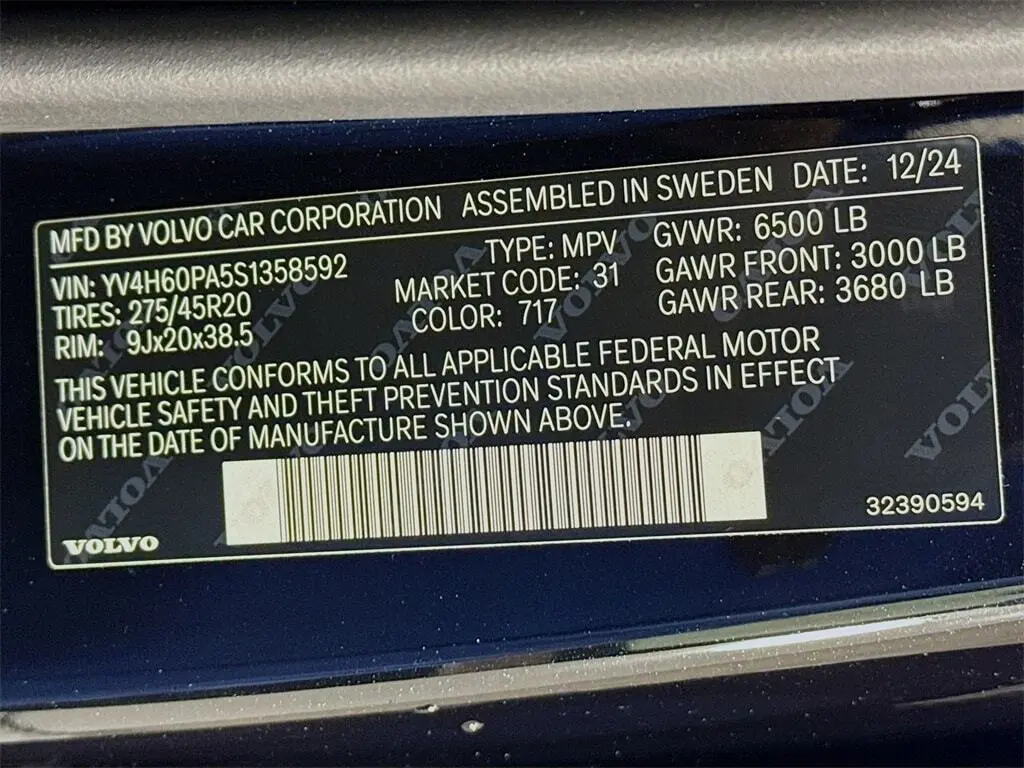 MFD BY VOLVO CAR CORPORATION ASSEMBLED IN SWEDEN DATE: 12/24
VIN: YV4H60PA5S1358592 TYPE: MPV GVWR: 6500 LB
TIRES: 275/45R20 MARKET CODE: 31 GAWR FRONT: 3000 LB
RIM: 9Jx20x38.5 COLOR: 717 GAWR REAR: 3680 LB
THIS VEHICLE CONFORMS TO ALL APPLICABLE FEDERAL MOTOR
VEHICLE SAFETY AND THEFT PREVENTION STANDARDS IN EFFECT
ON THE DATE OF MANUFACTURE SHOWN ABOVE.
VOLVO 32390594